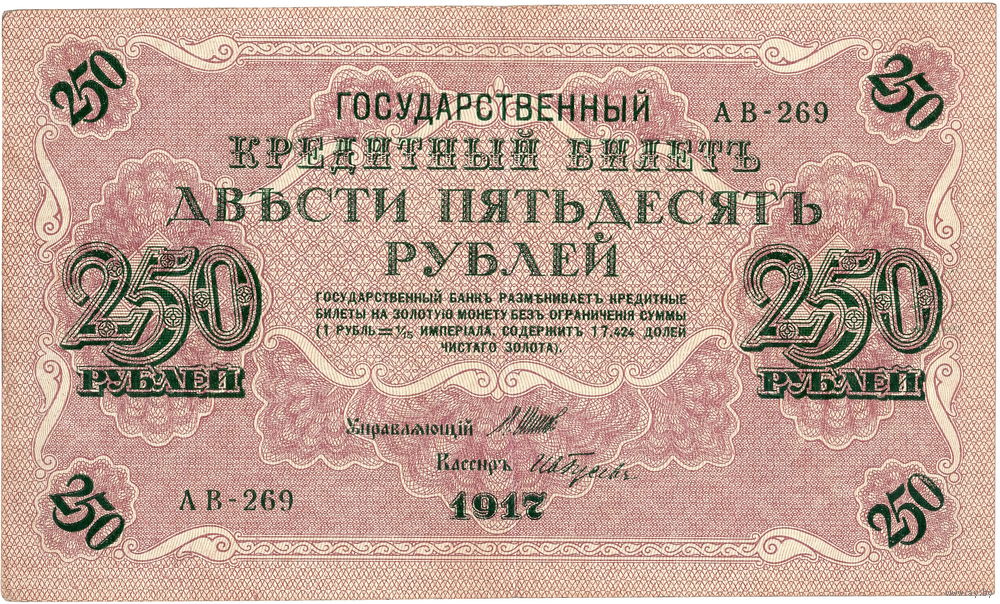 250
250
ГОСУДАРСТВЕННЫЙ
АВ-269
КРЕДИТНЫЙ БИЛЕТЪ
ДВѢСТИ ПЯТЬДЕСЯТЪ
РУБЛЕЙ
250
РУБЛЕЙ
250
РУБЛЕЙ
ГОСУДАРСТВЕННЫЙ БАНКЪ РАЗМѢНИВАЕТЪ КРЕДИТНЫЕ
БИЛЕТЫ НА ЗОЛОТУЮ МОНЕТУ БЕЗЪ ОГРАНИЧЕНІЯ СУММЫ
(1 РУБЛЬ = 1/15 ИМПЕРІАЛА, СОДЕРЖИТЪ 17,424 ДОЛЕЙ
ЧИСТАГО ЗОЛОТА).
Управляющій
Кассиръ
АВ-269
1917
250
250